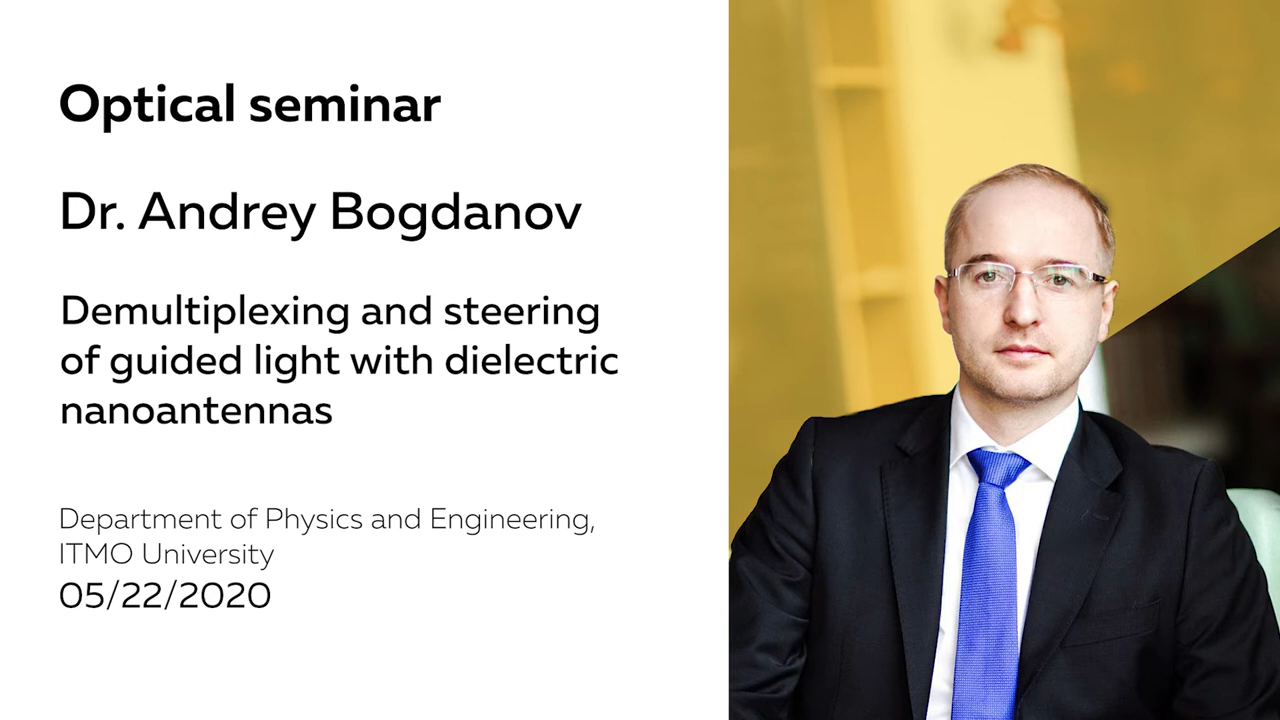 Optical seminar
Dr. Andrey Bogdanov
Demultiplexing and steering
of guided light with dielectric
nanoantennas
Department of Physics and Engineering,
ITMO University
05/22/2020